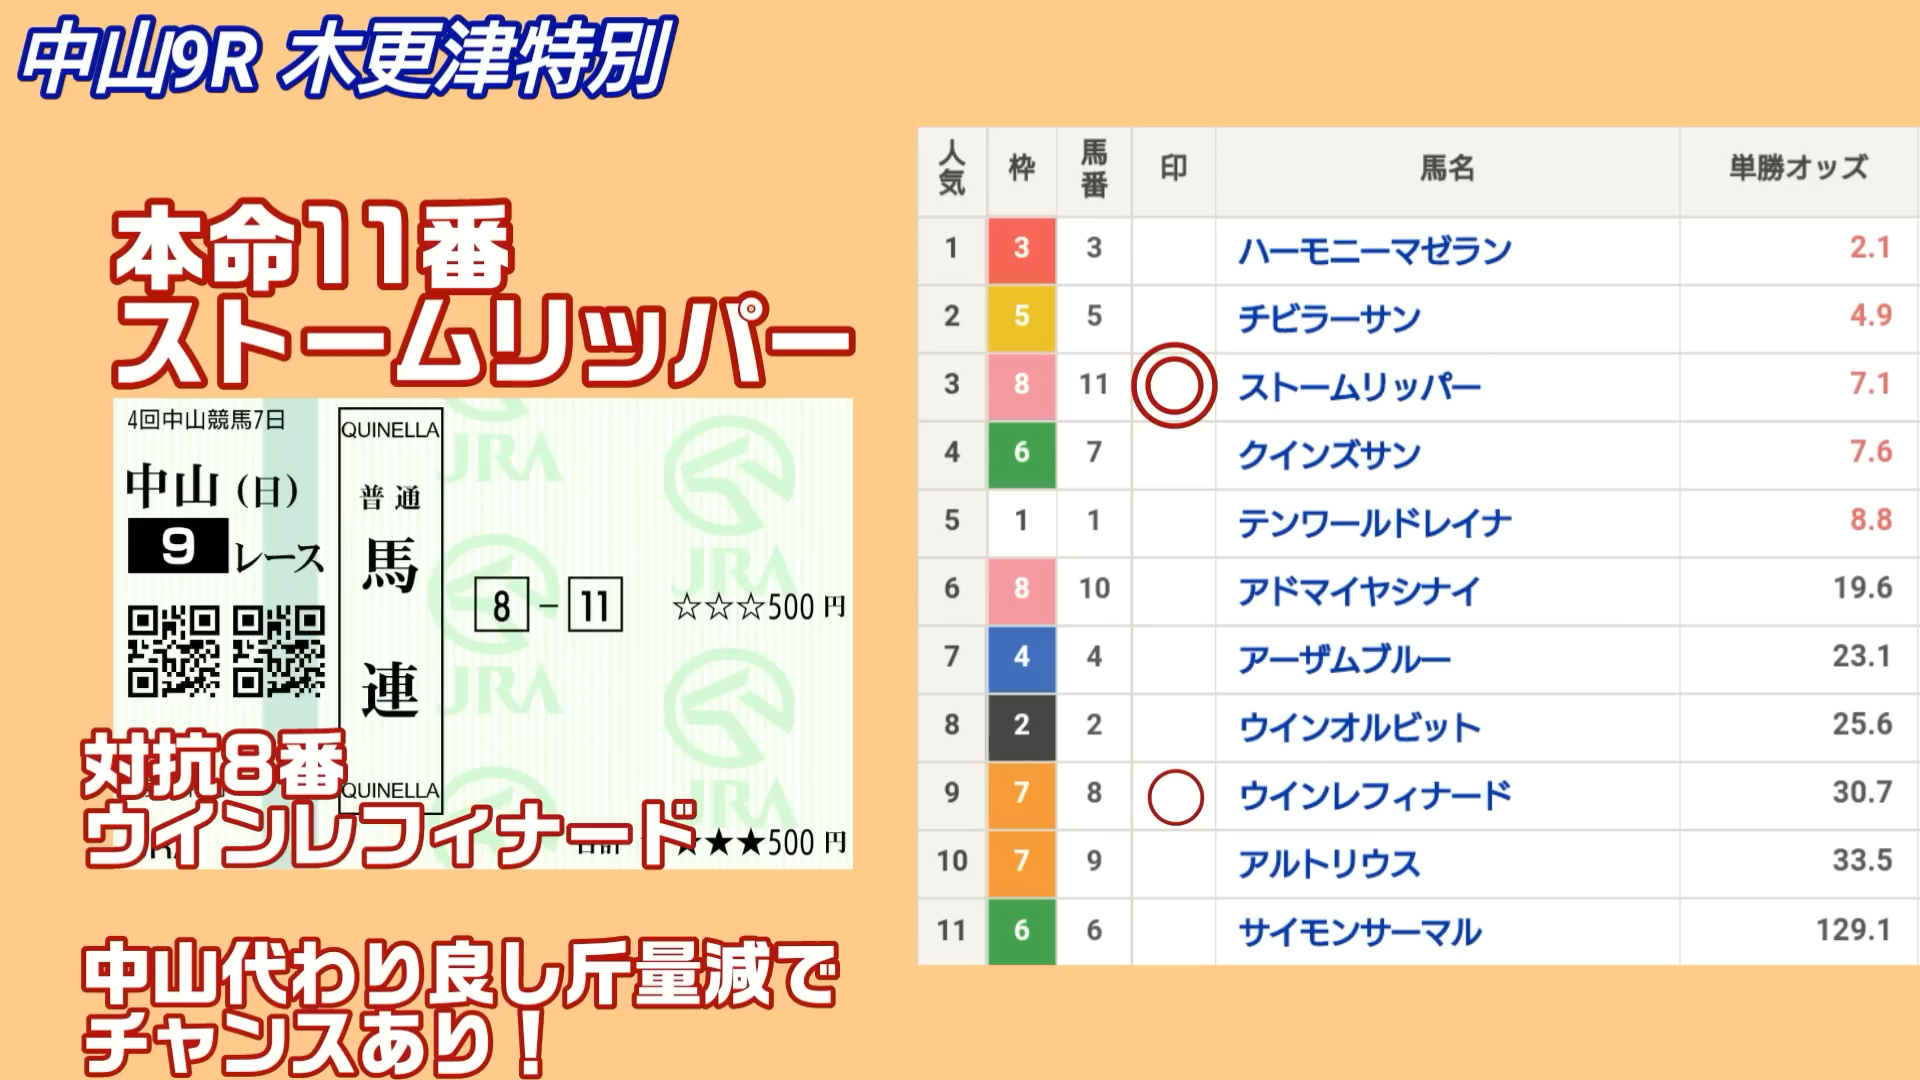 中山9R 木更津特別
本命11番
ストームリッパー
4回中山競馬7日
中山(日)
9レース
QUINELLA
普通
馬連
QUINELLA
8-11
☆☆☆500円
JRA
JRA
JRA
JRA
対抗8番
ウインレフィナード
★★500円
中山代わり良し斤量減で
チャンスあり!
人気 枠 馬番 印 馬名 単勝オッズ
1 3 3 ハーモニーマゼラン 2.1
2 5 5 チビラーサン 4.9
3 8 11 ◎ ストームリッパー 7.1
4 6 7 クインズサン 7.6
5 1 1 テンワールドレイナ 8.8
6 8 10 アドマイヤシナイ 19.6
7 4 4 アーザムブルー 23.1
8 2 2 ウインオルビット 25.6
9 7 8 ○ ウインレフィナード 30.7
10 7 9 アルトリウス 33.5
11 6 6 サイモンサーマル 129.1